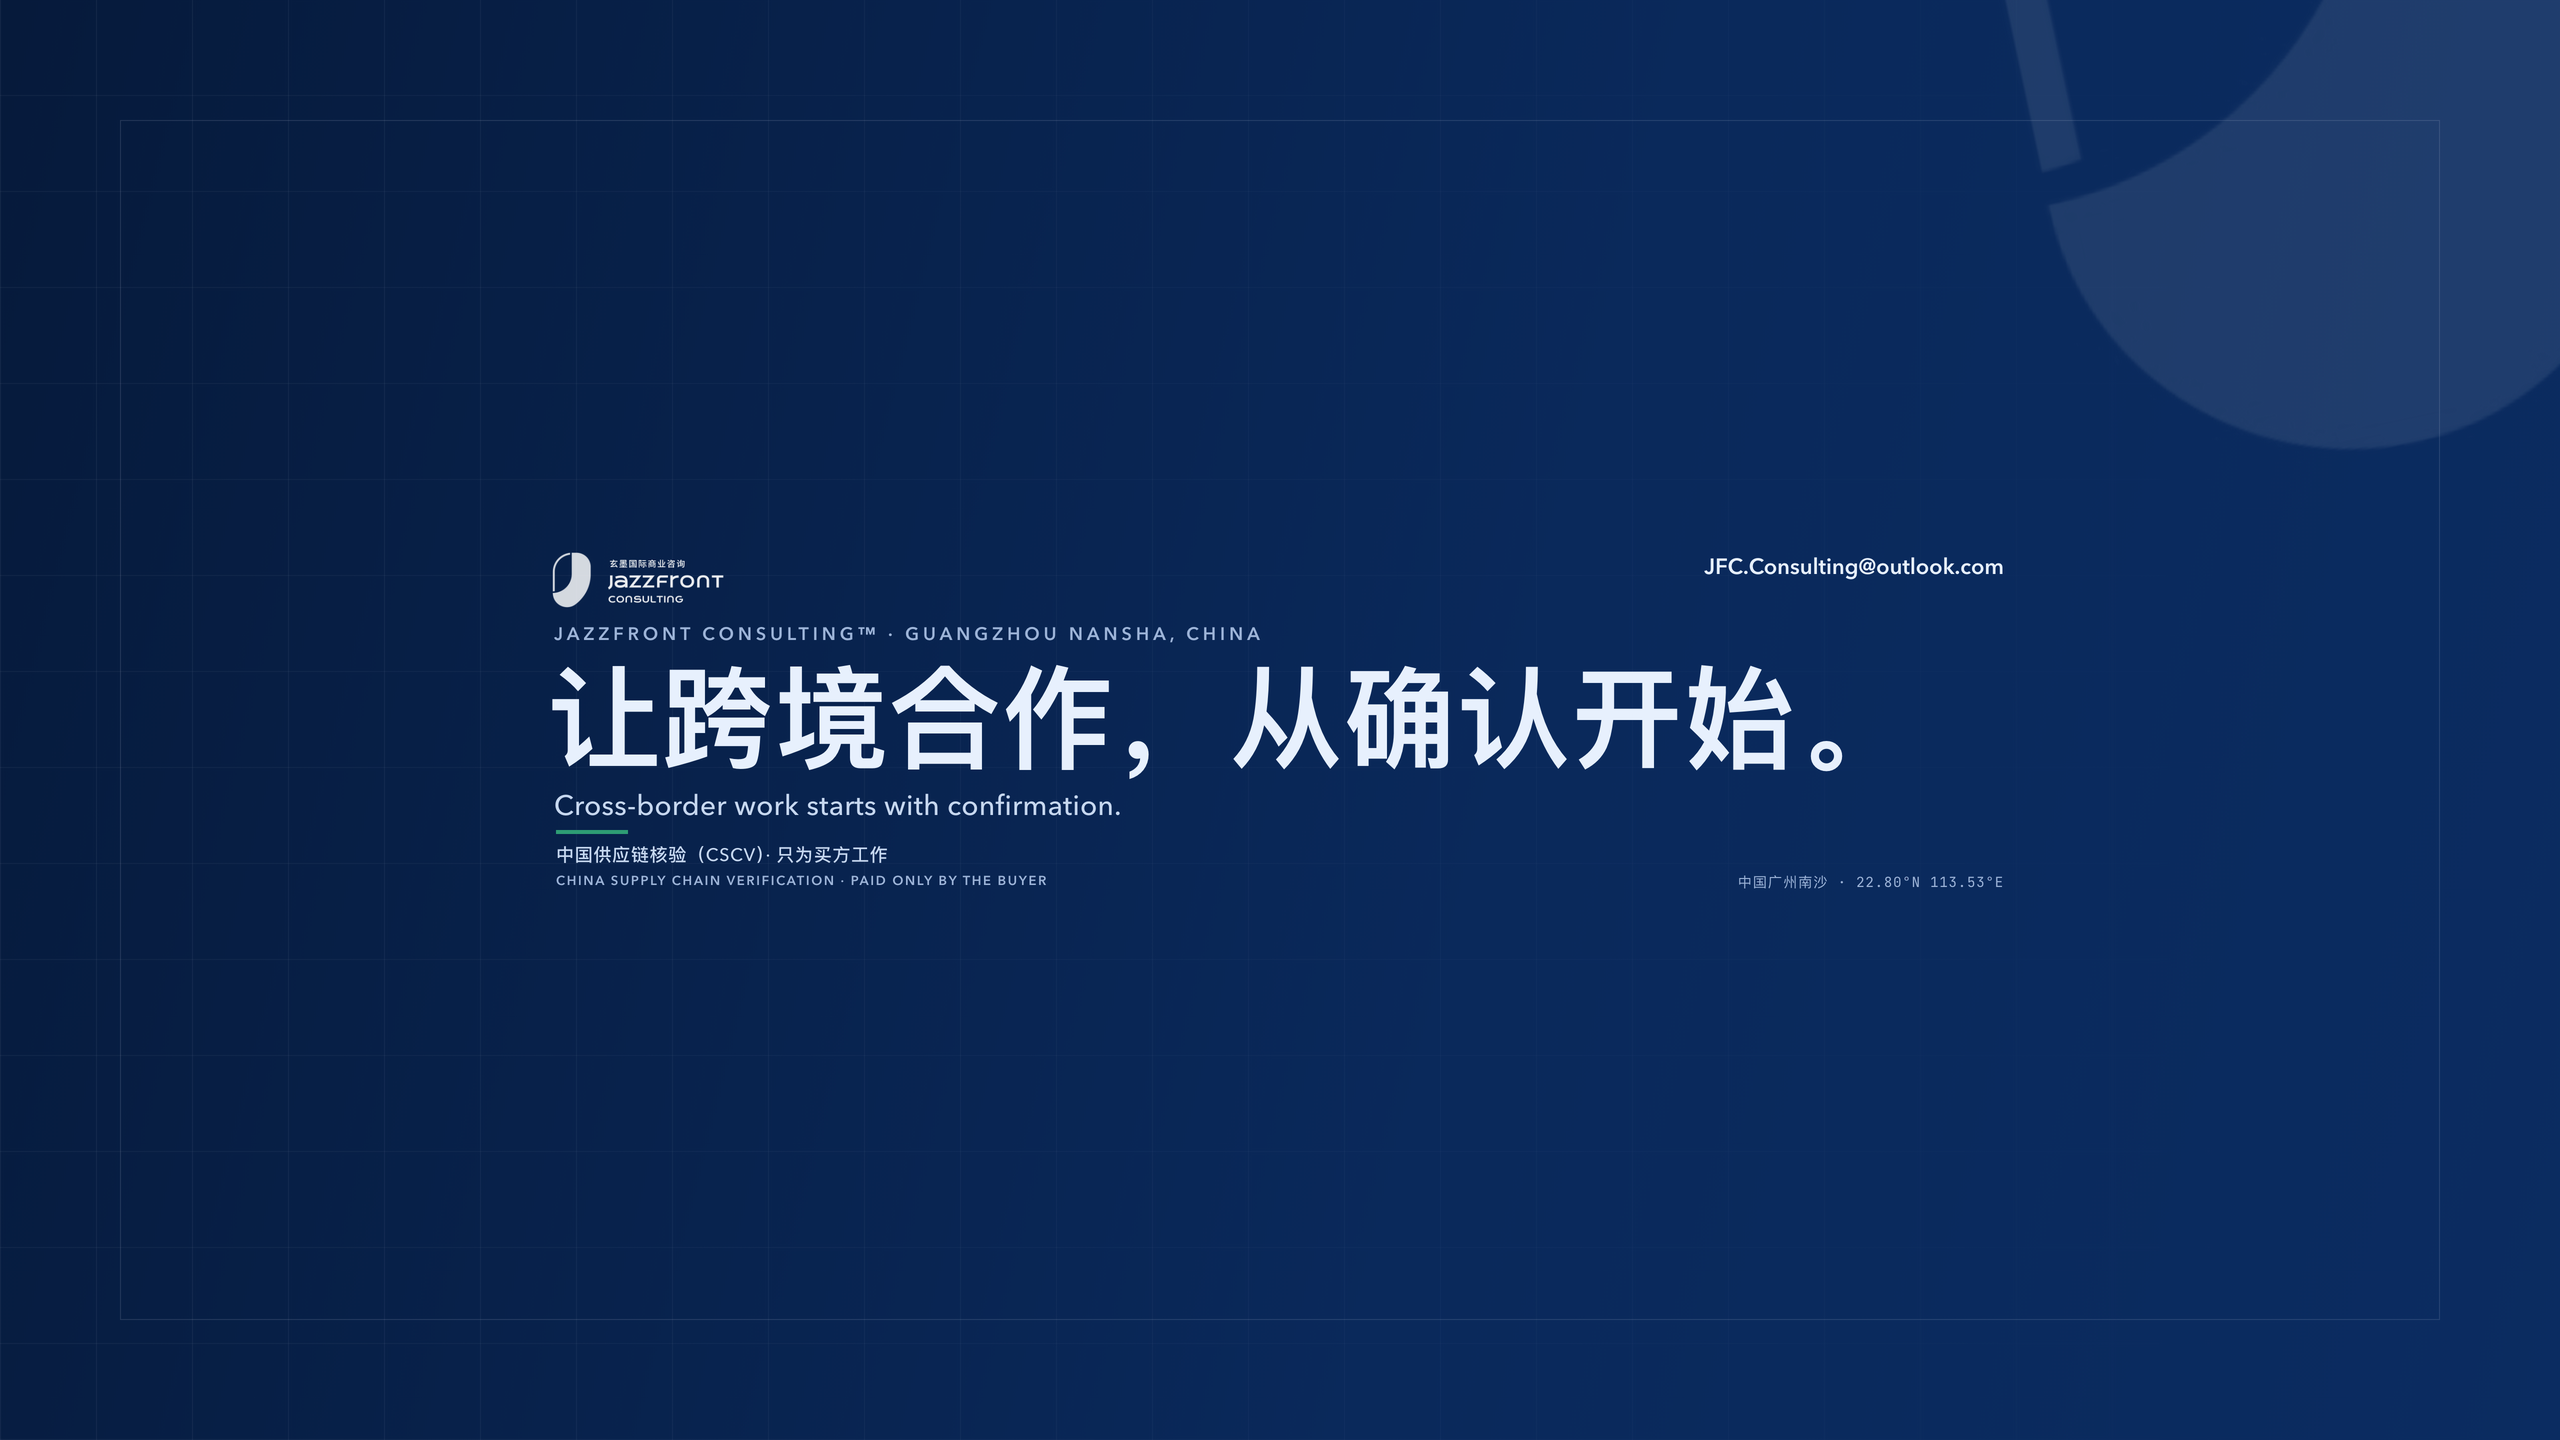 玄墨国际商业咨询
Jazzfront
CONSULTING
JFC.Consulting@outlook.com
JAZZFRONT CONSULTING™ · GUANGZHOU NANSHA, CHINA
让跨境合作，从确认开始。
Cross-border work starts with confirmation.
中国供应链核验（CSCV）· 只为买方工作
CHINA SUPPLY CHAIN VERIFICATION · PAID ONLY BY THE BUYER
中国广州南沙 · 22.80°N 113.53°E